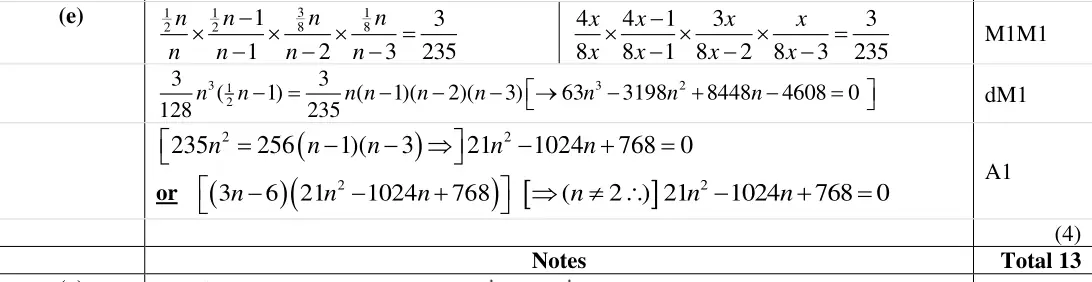 (e) ½n/n × (½n−1)/(n−1) × ⅜n/(n−2) × ⅛n/(n−3) = 3/235    4x/8x × (4x−1)/(8x−1) × 3x/(8x−2) × x/(8x−3) = 3/235    M1M1
3/128 n³(½n−1) = 3/235 n(n−1)(n−2)(n−3) [→ 63n³ − 3198n² + 8448n − 4608 = 0]    dM1
[235n² = 256(n−1)(n−3) ⇒] 21n² − 1024n + 768 = 0
or [(3n−6)(21n² − 1024n + 768)] [⇒ (n ≠ 2 ∴)] 21n² − 1024n + 768 = 0    A1
(4)
Notes    Total 13